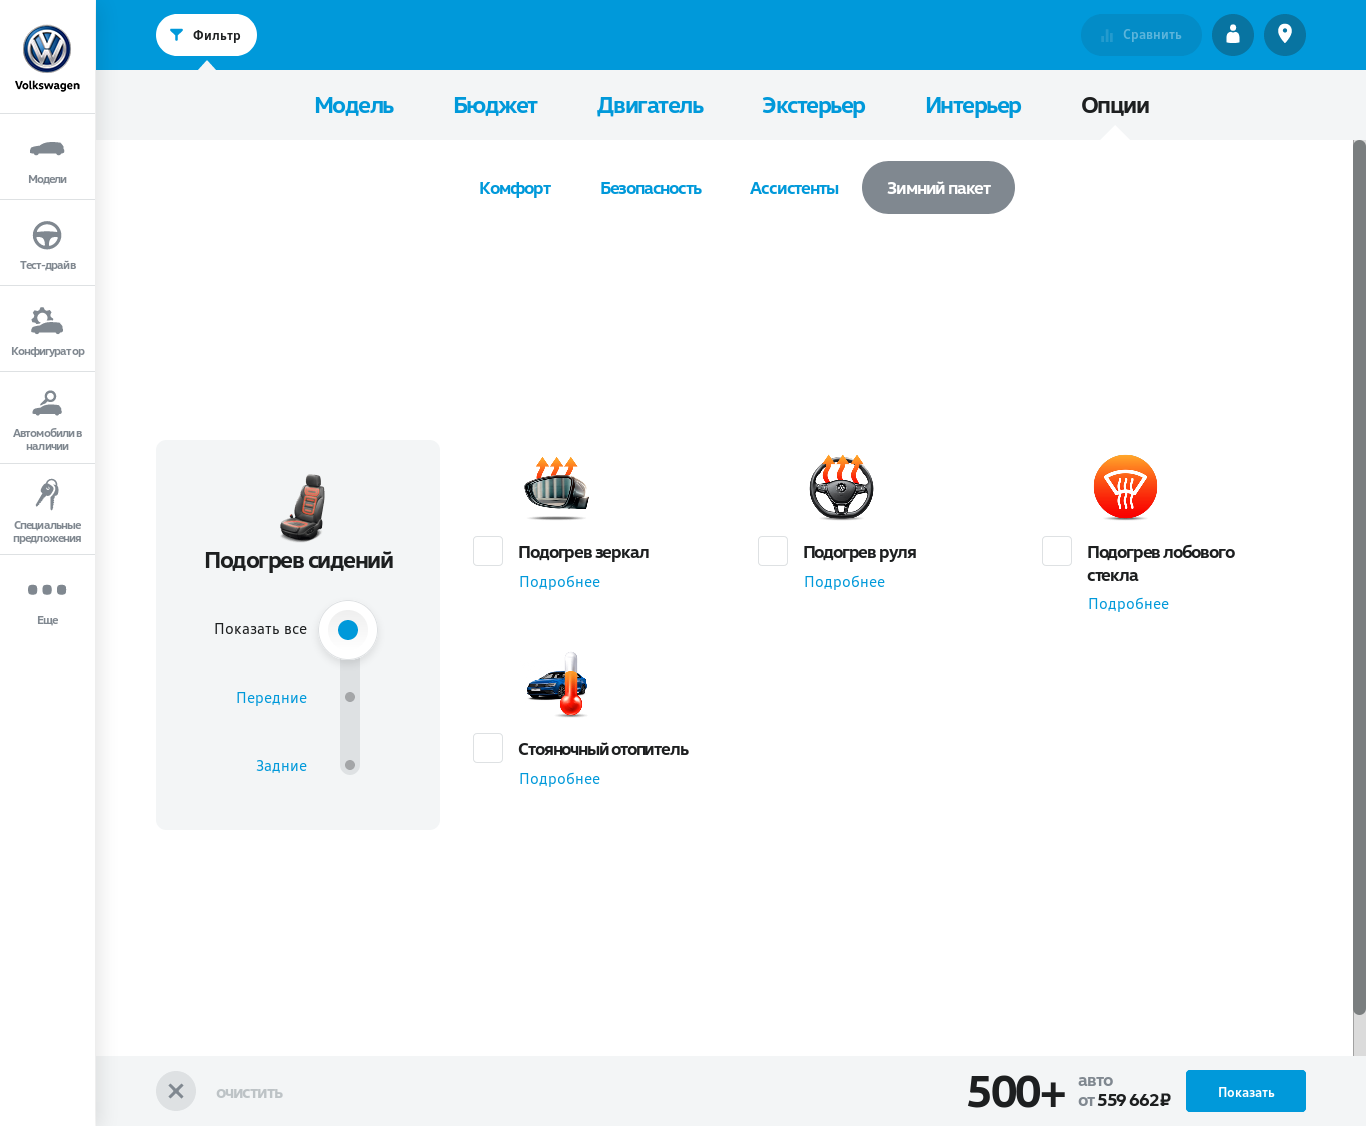 Фильтр
Сравнить
Volkswagen
Модели
Тест-драйв
Конфигуратор
Автомобили в
наличии
Специальные
предложения
Еще
Модель
Бюджет
Двигатель
Экстерьер
Интерьер
Опции
Комфорт
Безопасность
Ассистенты
Зимний пакет
Подогрев сидений
Показать все
Передние
Задние
Подогрев зеркал
Подробнее
Подогрев руля
Подробнее
Подогрев лобового
стекла
Подробнее
Стояночный отопитель
Подробнее
ОЧИСТИТЬ
500+
авто
от 559 662₽
Показать